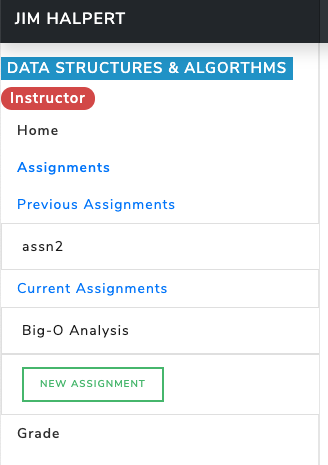 JIM HALPERT
DATA STRUCTURES & ALGORTHMS
Instructor
Home
Assignments
Previous Assignments
assn2
Current Assignments
Big-O Analysis
NEW ASSIGNMENT
Grade